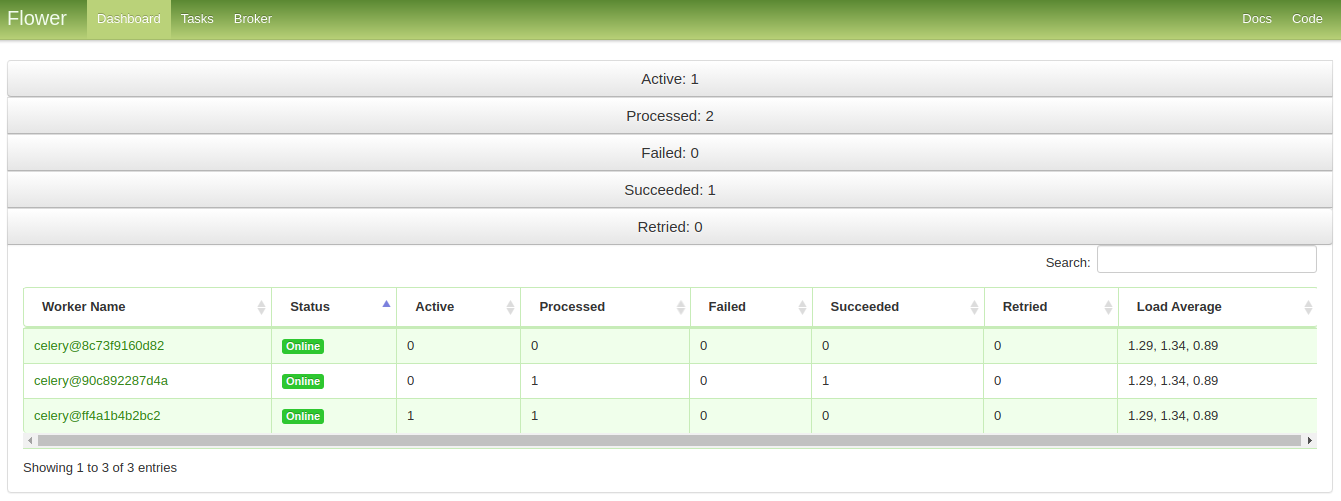 Flower Dashboard Tasks Broker Docs Code
Active: 1
Processed: 2
Failed: 0
Succeeded: 1
Retried: 0
Search:
Worker Name Status Active Processed Failed Succeeded Retried Load Average
celery@8c73f9160d82 Online 0 0 0 0 0 1.29, 1.34, 0.89
celery@90c892287d4a Online 0 1 0 1 0 1.29, 1.34, 0.89
celery@ff4a1b4b2bc2 Online 1 1 0 0 0 1.29, 1.34, 0.89
Showing 1 to 3 of 3 entries